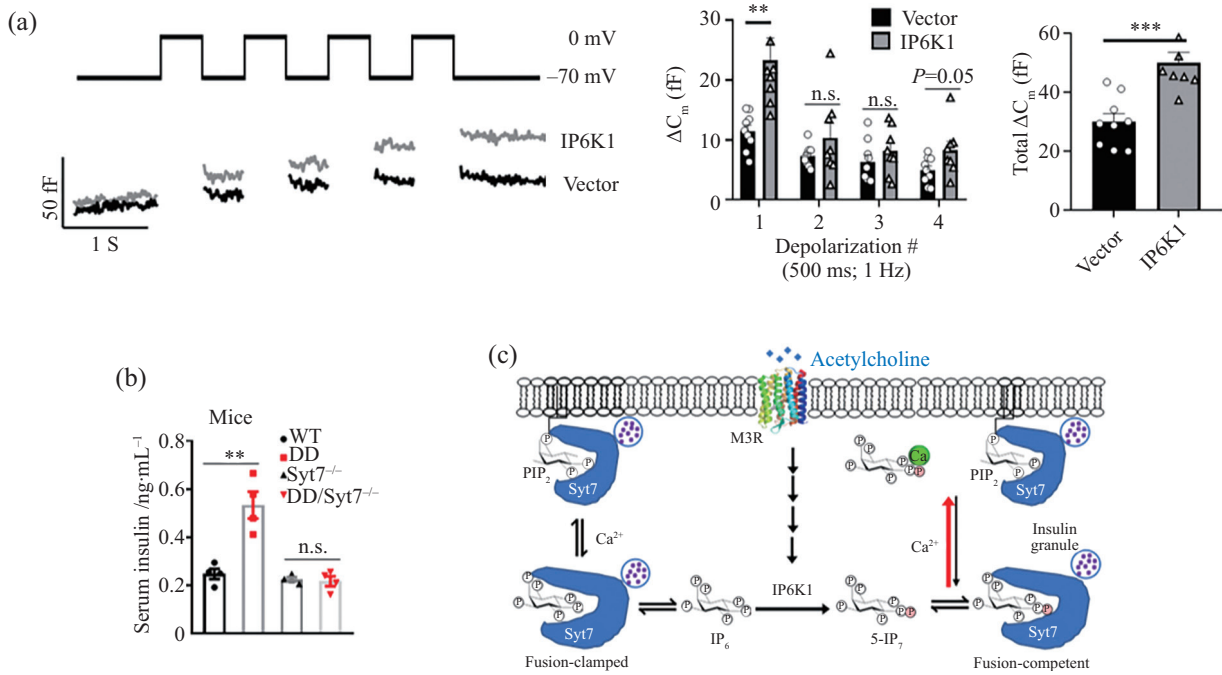 (a)
0 mV
–70 mV
IP6K1
Vector
50 fF
1 S
Vector
IP6K1
**
n.s.
n.s.
P=0.05
30
20
10
0
ΔCm (fF)
1 2 3 4
Depolarization #
(500 ms; 1 Hz)
***
60
40
20
0
Total ΔCm (fF)
Vector
IP6K1
(b)
Mice
WT
DD
Syt7–/–
DD/Syt7–/–
**
n.s.
0.8
0.6
0.4
0.2
0
Serum insulin /ng·mL–1
(c)
Acetylcholine
M3R
P
PIP2
P P
Syt7
Ca2+
P P P P P P
Syt7
Fusion-clamped
P P P P P P
IP6
IP6K1
P P P P P P P
5-IP7
P P P P P P P
Ca
Ca2+
P
PIP2
P P
Syt7
Insulin
granule
P P P P P P P
Syt7
Fusion-competent